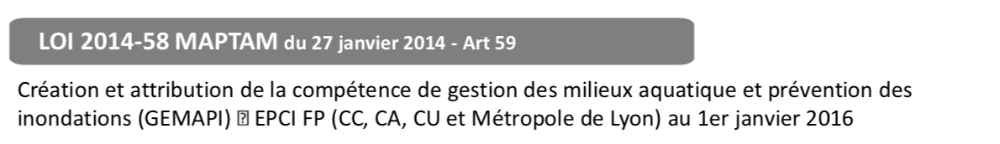 LOI 2014-58 MAPTAM du 27 janvier 2014 - Art 59
Création et attribution de la compétence de gestion des milieux aquatique et prévention des
inondations (GEMAPI) ⍰ EPCI FP (CC, CA, CU et Métropole de Lyon) au 1er janvier 2016